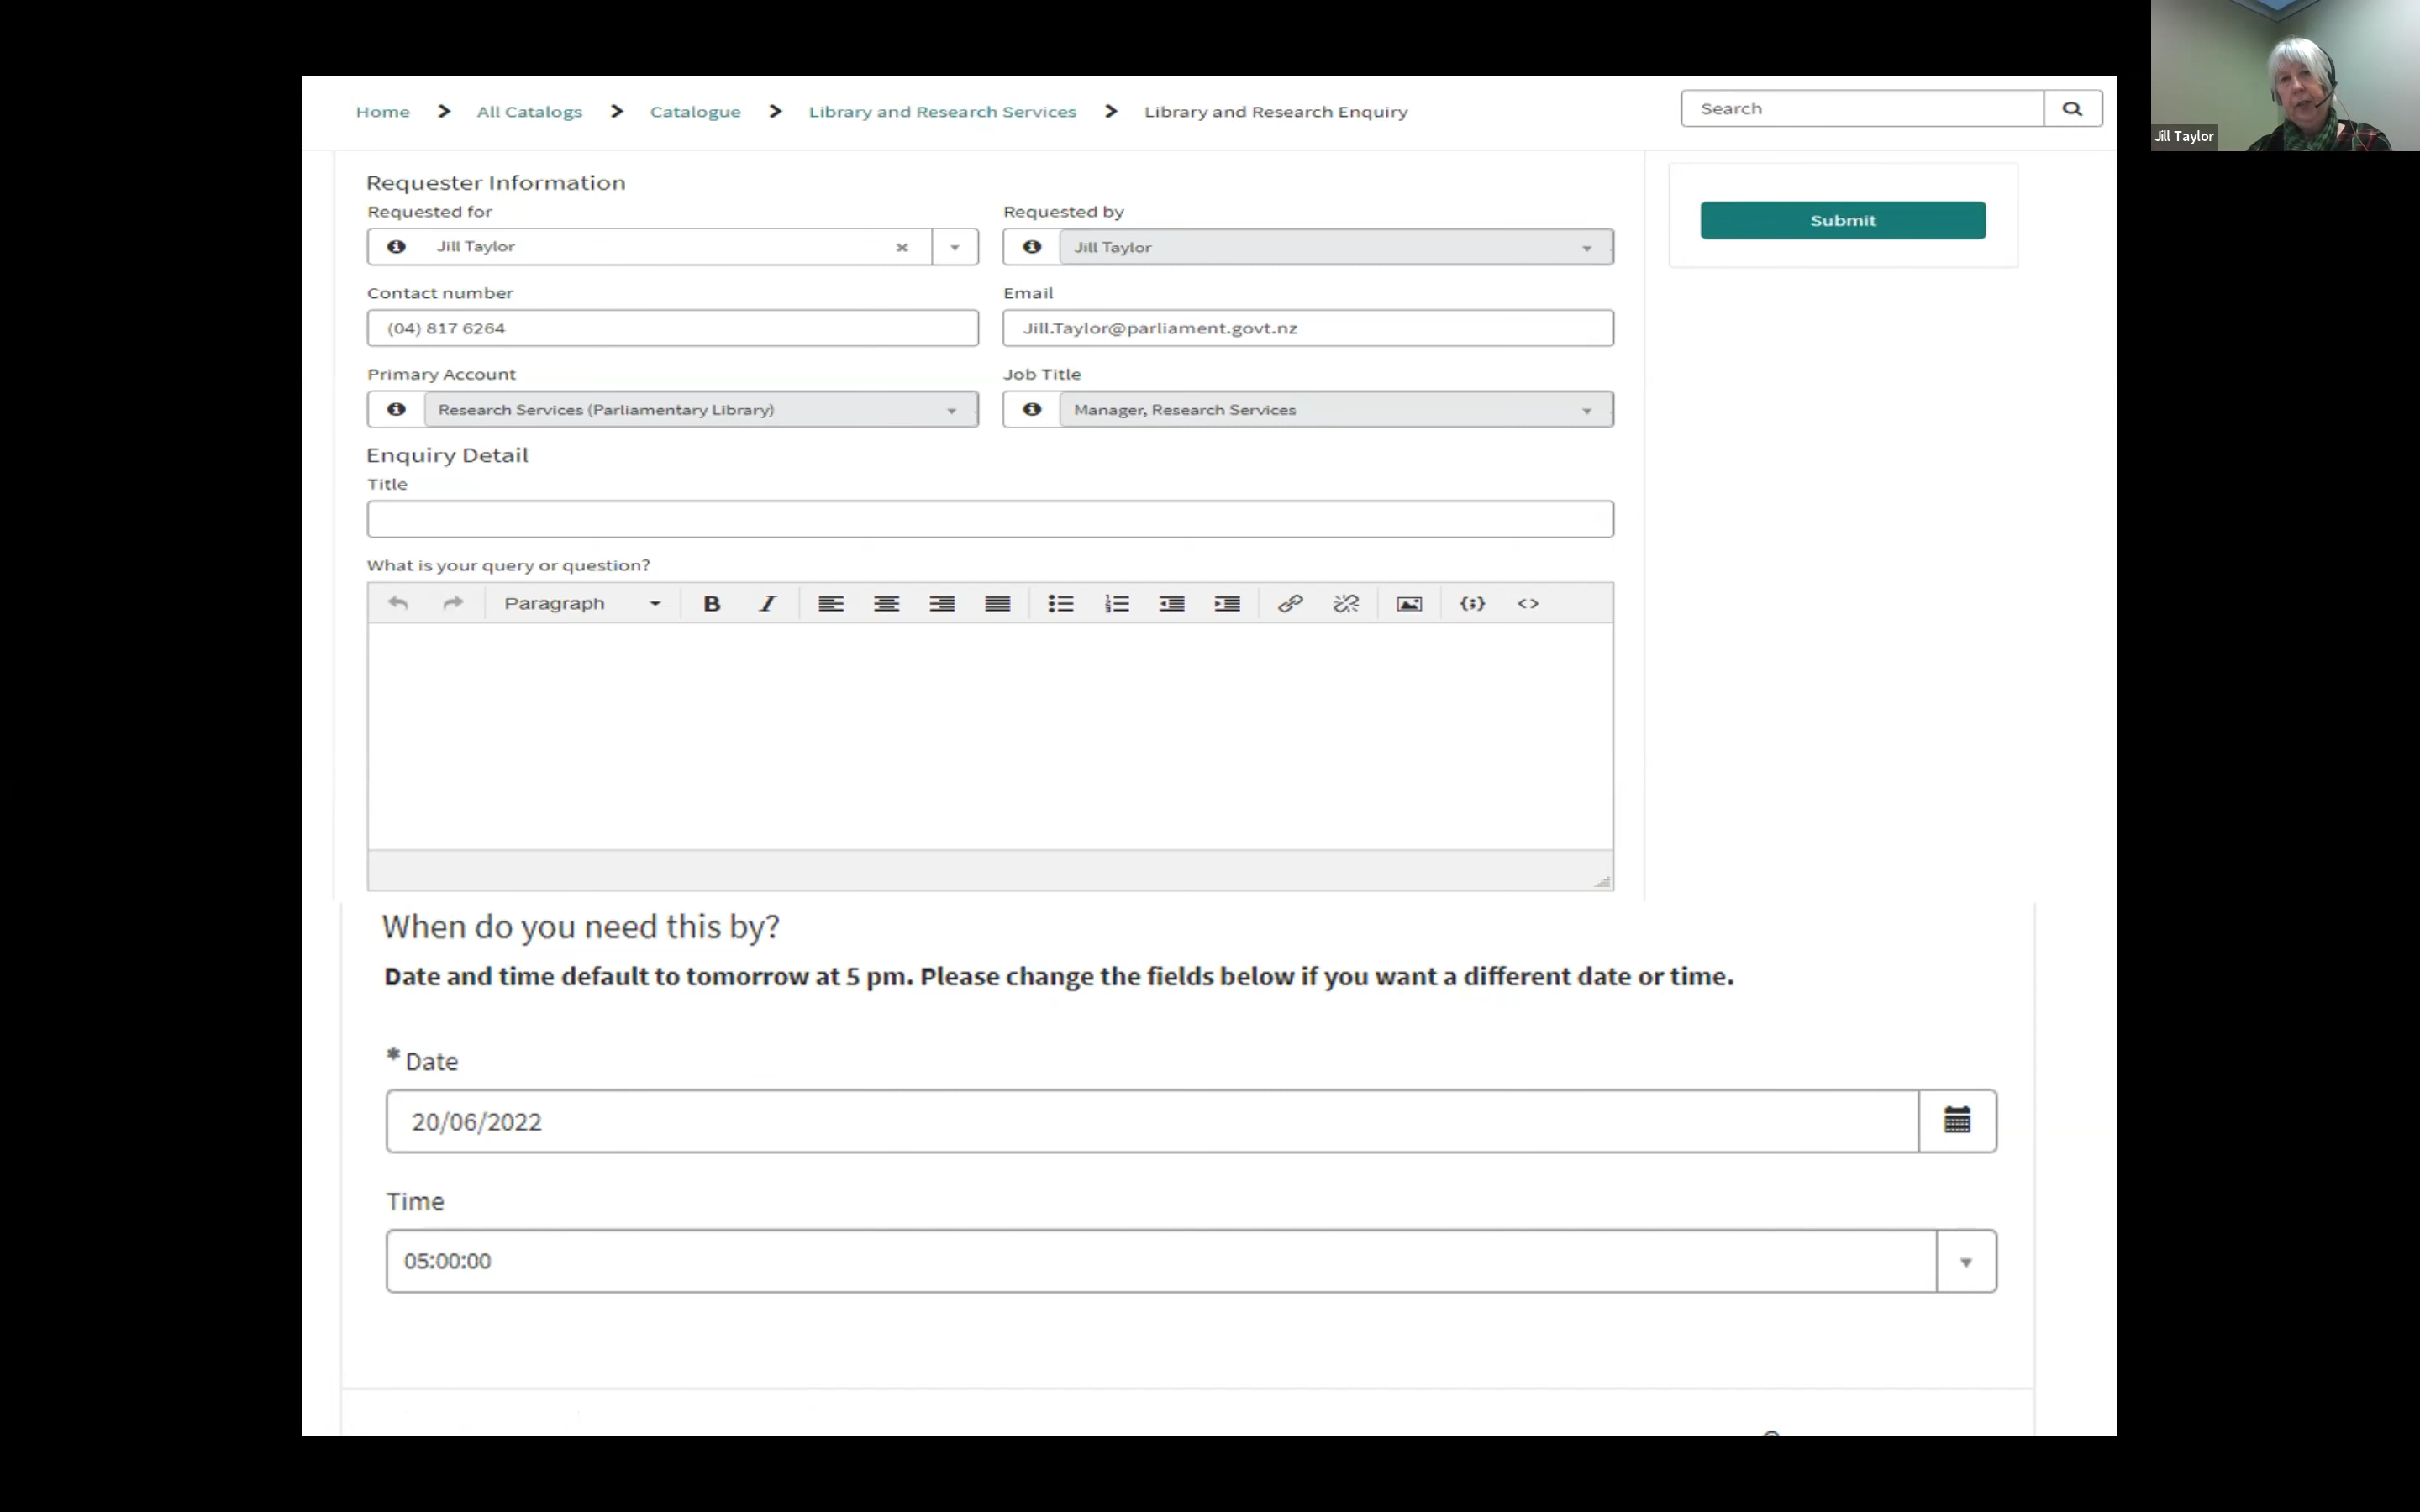 Home > All Catalogs > Catalogue > Library and Research Services > Library and Research Enquiry
Search
Jill Taylor
Requester Information
Requested for
Requested by
Jill Taylor
Jill Taylor
Submit
Contact number
Email
(04) 817 6264
Jill.Taylor@parliament.govt.nz
Primary Account
Job Title
Research Services (Parliamentary Library)
Manager, Research Services
Enquiry Detail
Title
What is your query or question?
Paragraph
When do you need this by?
Date and time default to tomorrow at 5 pm. Please change the fields below if you want a different date or time.
* Date
20/06/2022
Time
05:00:00